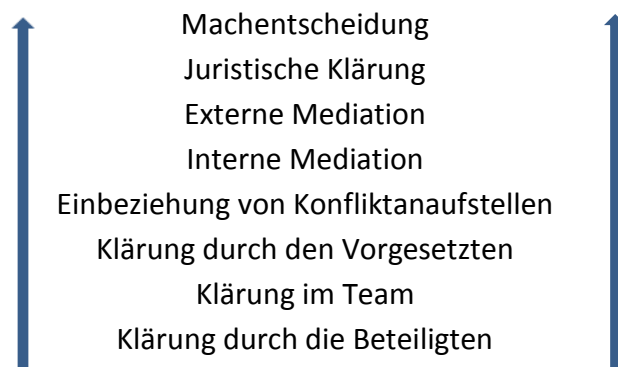 Machentscheidung
Juristische Klärung
Externe Mediation
Interne Mediation
Einbeziehung von Konfliktanaufstellen
Klärung durch den Vorgesetzten
Klärung im Team
Klärung durch die Beteiligten